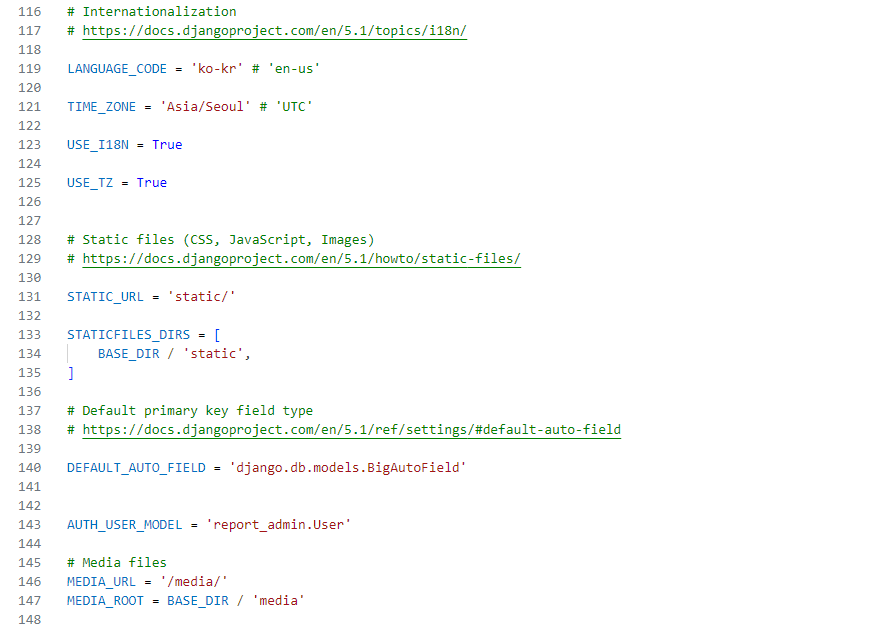 116 # Internationalization
117 # https://docs.djangoproject.com/en/5.1/topics/i18n/
118
119 LANGUAGE_CODE = 'ko-kr' # 'en-us'
120
121 TIME_ZONE = 'Asia/Seoul' # 'UTC'
122
123 USE_I18N = True
124
125 USE_TZ = True
126
127
128 # Static files (CSS, JavaScript, Images)
129 # https://docs.djangoproject.com/en/5.1/howto/static-files/
130
131 STATIC_URL = 'static/'
132
133 STATICFILES_DIRS = [
134     BASE_DIR / 'static',
135 ]
136
137 # Default primary key field type
138 # https://docs.djangoproject.com/en/5.1/ref/settings/#default-auto-field
139
140 DEFAULT_AUTO_FIELD = 'django.db.models.BigAutoField'
141
142
143 AUTH_USER_MODEL = 'report_admin.User'
144
145 # Media files
146 MEDIA_URL = '/media/'
147 MEDIA_ROOT = BASE_DIR / 'media'
148